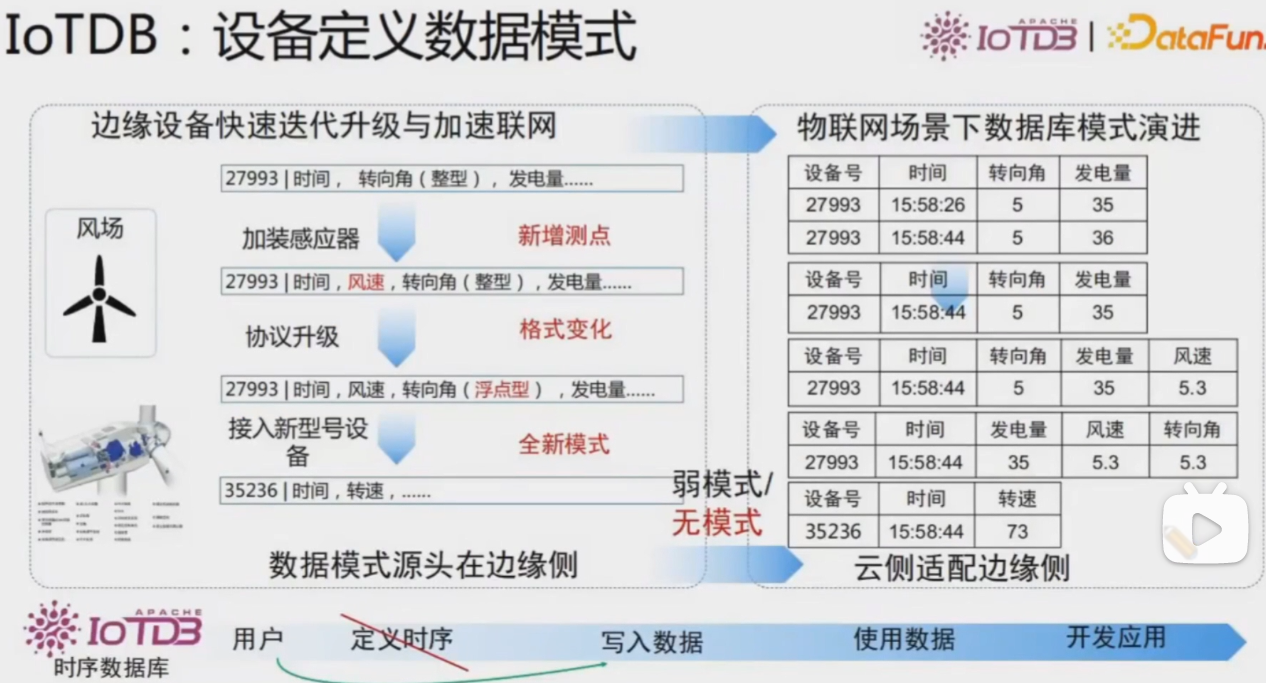 IoTDB：设备定义数据模式
APACHE
IoTDB | DataFun.
边缘设备快速迭代升级与加速联网
27993 | 时间， 转向角（整型），发电量......
风场
加装感应器
新增测点
27993 | 时间，风速，转向角（整型），发电量......
协议升级
格式变化
27993 | 时间，风速，转向角（浮点型），发电量......
接入新型号设
备
全新模式
35236 | 时间，转速，......
数据模式源头在边缘侧
弱模式/
无模式
物联网场景下数据库模式演进
设备号 时间 转向角 发电量
27993 15:58:26 5 35
27993 15:58:44 5 36
设备号 时间 转向角 发电量
27993 15:58:44 5 35
设备号 时间 转向角 发电量 风速
27993 15:58:44 5 35 5.3
设备号 时间 发电量 风速 转向角
27993 15:58:44 35 5.3 5.3
设备号 时间 转速
35236 15:58:44 73
云侧适配边缘侧
APACHE
IoTDB
时序数据库
用户 定义时序 写入数据 使用数据 开发应用